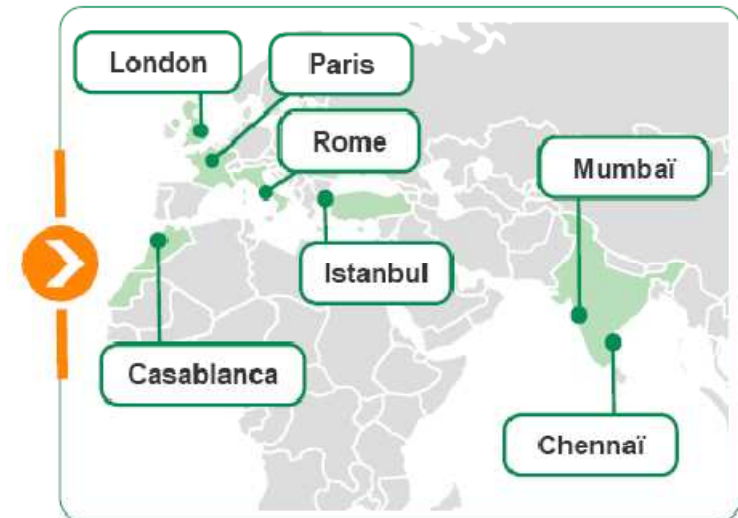 London
Paris
Rome
Mumbaï
Istanbul
Casablanca
Chennaï